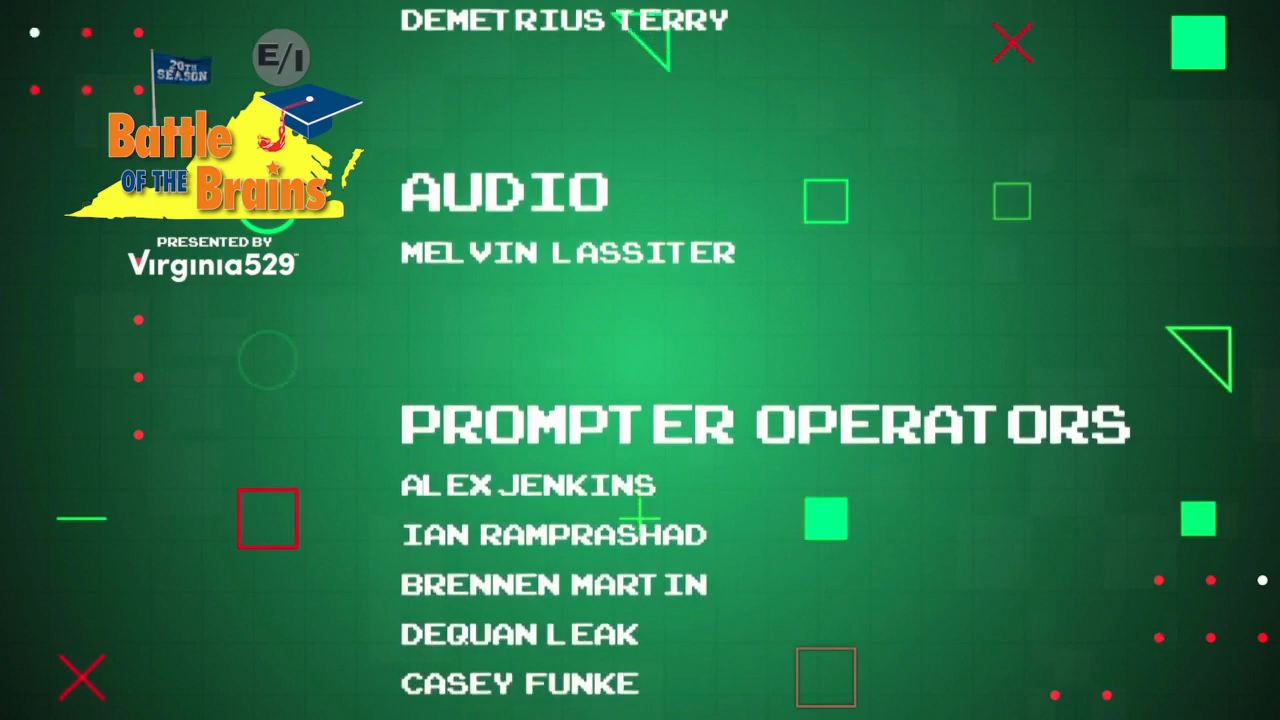 DEMETRIUS TERRY
E/I
20TH
SEASON
Battle
OF THE
Brains
PRESENTED BY
Virginia529™
AUDIO
MELVIN LASSITER
PROMPTER OPERATORS
ALEX JENKINS
IAN RAMPRASHAD
BRENNEN MARTIN
DEQUAN LEAK
CASEY FUNKE